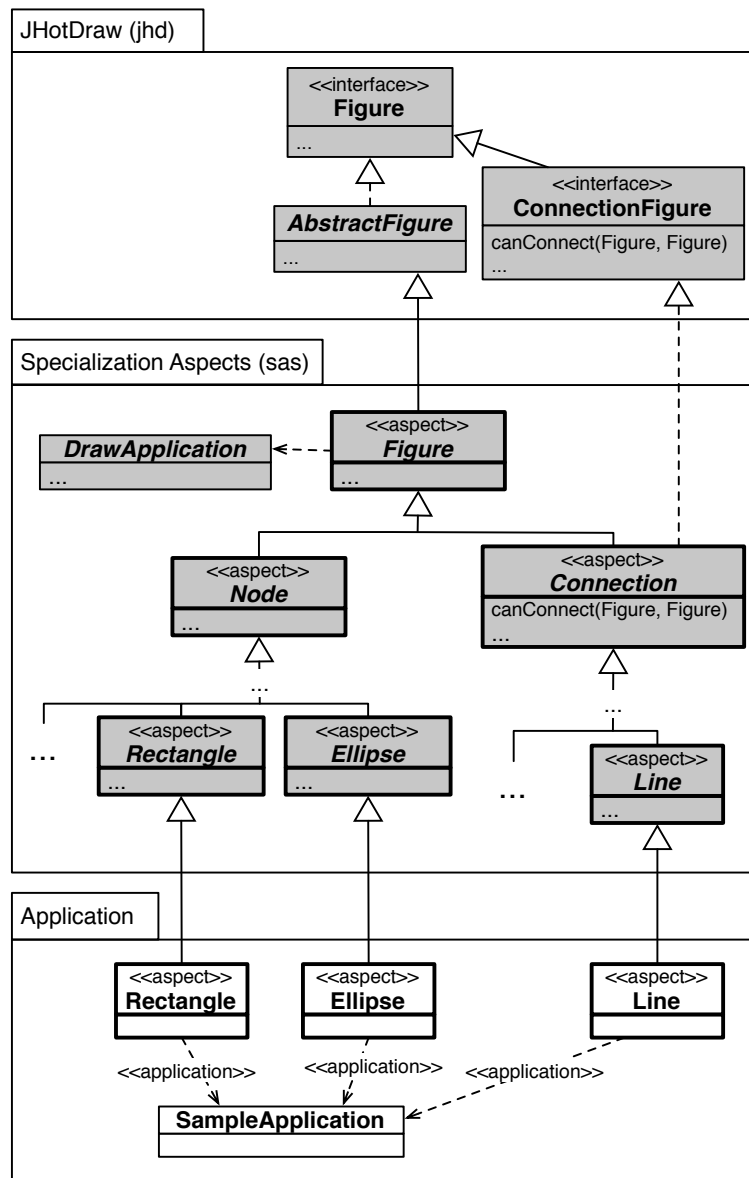 JHotDraw (jhd)
<<interface>>
Figure
...
<<interface>>
ConnectionFigure
canConnect(Figure, Figure)
...
AbstractFigure
...
Specialization Aspects (sas)
<<aspect>>
Figure
...
DrawApplication
...
<<aspect>>
Node
...
<<aspect>>
Connection
canConnect(Figure, Figure)
...
...
...
...
<<aspect>>
Rectangle
...
<<aspect>>
Ellipse
...
...
<<aspect>>
Line
...
Application
<<aspect>>
Rectangle
<<aspect>>
Ellipse
<<aspect>>
Line
<<application>>
<<application>>
<<application>>
SampleApplication